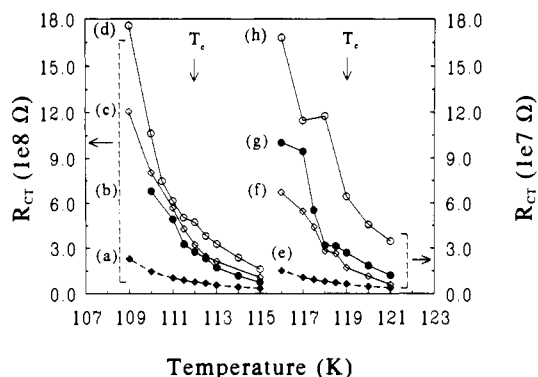 18.0 (d) T_c (h) T_c 18.0
15.0 15.0
(c)
12.0 12.0
(g)
9.0 9.0
(b) (f)
6.0 6.0
3.0 (a) (e) 3.0
0.0 0.0
107 109 111 113 115 117 119 121 123
Temperature (K)
R_CT (1e8 Ω)
R_CT (1e7 Ω)